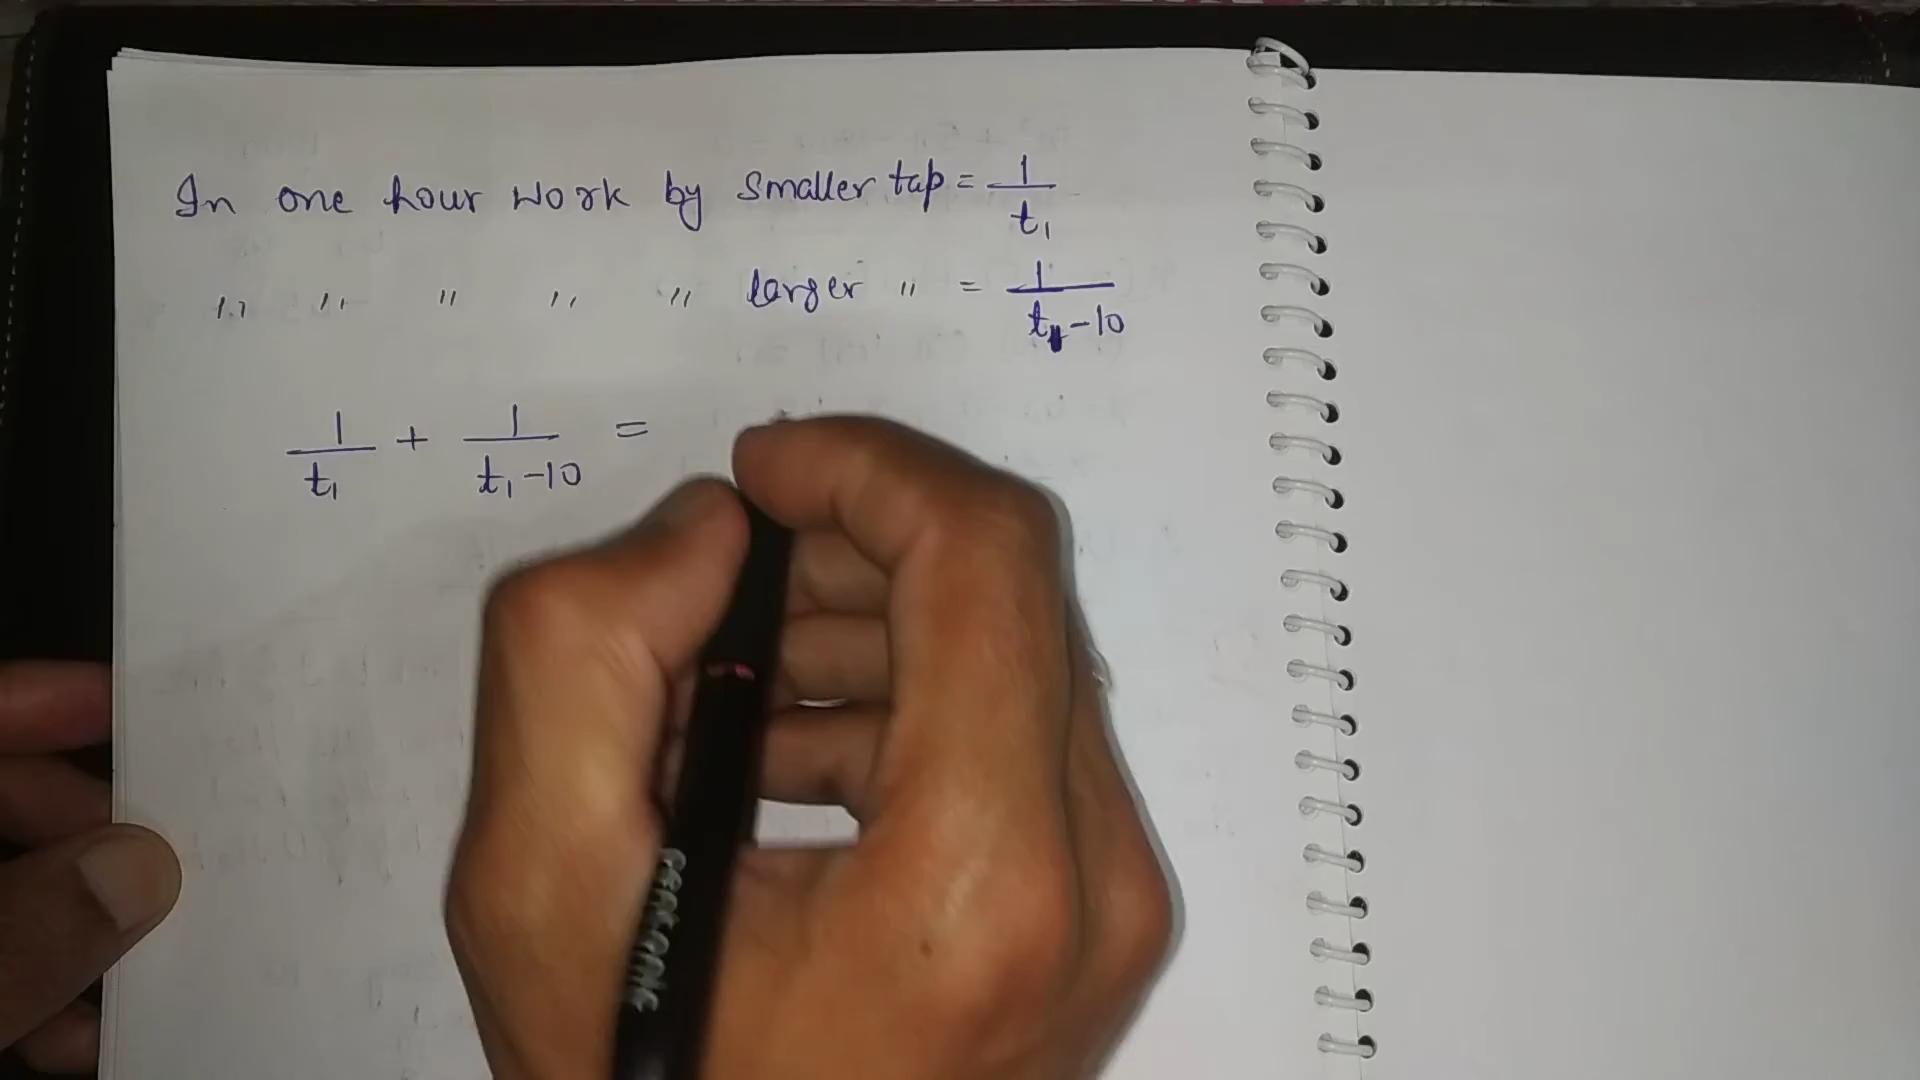 In one hour work by smaller tap = 1/t₁
,, ,, ,, ,, ,, larger ,, = 1/(t₁-10)
1/t₁ + 1/(t₁-10) =